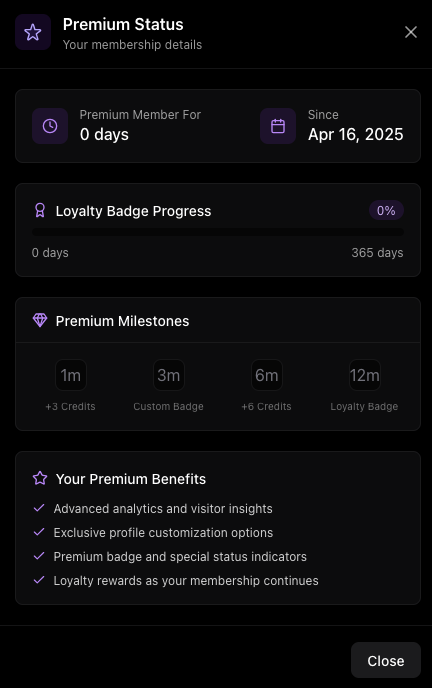 Premium Status
Your membership details
Premium Member For
0 days
Since
Apr 16, 2025
Loyalty Badge Progress
0%
0 days
365 days
Premium Milestones
1m
3m
6m
12m
+3 Credits
Custom Badge
+6 Credits
Loyalty Badge
Your Premium Benefits
Advanced analytics and visitor insights
Exclusive profile customization options
Premium badge and special status indicators
Loyalty rewards as your membership continues
Close